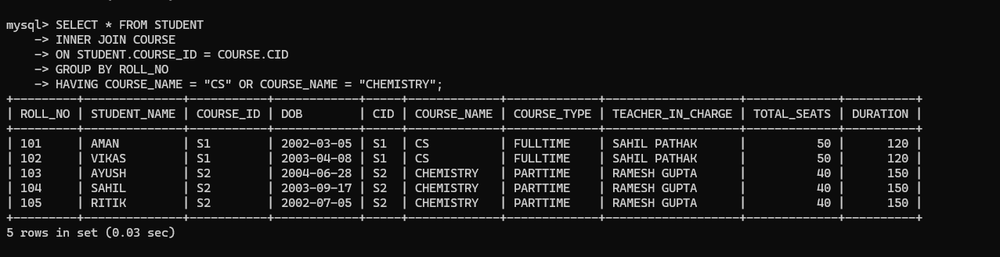 mysql> SELECT * FROM STUDENT
    -> INNER JOIN COURSE
    -> ON STUDENT.COURSE_ID = COURSE.CID
    -> GROUP BY ROLL_NO
    -> HAVING COURSE_NAME = "CS" OR COURSE_NAME = "CHEMISTRY";
+---------+--------------+-----------+------------+-----+-------------+-------------+-------------------+-------------+----------+
| ROLL_NO | STUDENT_NAME | COURSE_ID | DOB        | CID | COURSE_NAME | COURSE_TYPE | TEACHER_IN_CHARGE | TOTAL_SEATS | DURATION |
+---------+--------------+-----------+------------+-----+-------------+-------------+-------------------+-------------+----------+
| 101     | AMAN         | S1        | 2002-03-05 | S1  | CS          | FULLTIME    | SAHIL PATHAK      |          50 |      120 |
| 102     | VIKAS        | S1        | 2003-04-08 | S1  | CS          | FULLTIME    | SAHIL PATHAK      |          50 |      120 |
| 103     | AYUSH        | S2        | 2004-06-28 | S2  | CHEMISTRY   | PARTTIME    | RAMESH GUPTA      |          40 |      150 |
| 104     | SAHIL        | S2        | 2003-09-17 | S2  | CHEMISTRY   | PARTTIME    | RAMESH GUPTA      |          40 |      150 |
| 105     | RITIK        | S2        | 2002-07-05 | S2  | CHEMISTRY   | PARTTIME    | RAMESH GUPTA      |          40 |      150 |
+---------+--------------+-----------+------------+-----+-------------+-------------+-------------------+-------------+----------+
5 rows in set (0.03 sec)